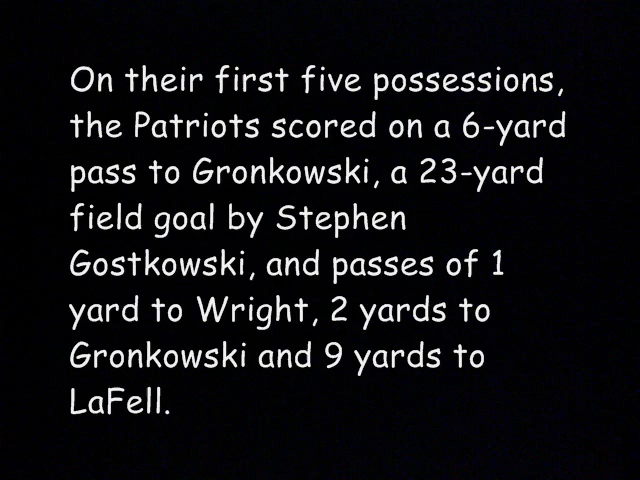 On their first five possessions,
the Patriots scored on a 6-yard
pass to Gronkowski, a 23-yard
field goal by Stephen
Gostkowski, and passes of 1
yard to Wright, 2 yards to
Gronkowski and 9 yards to
LaFell.